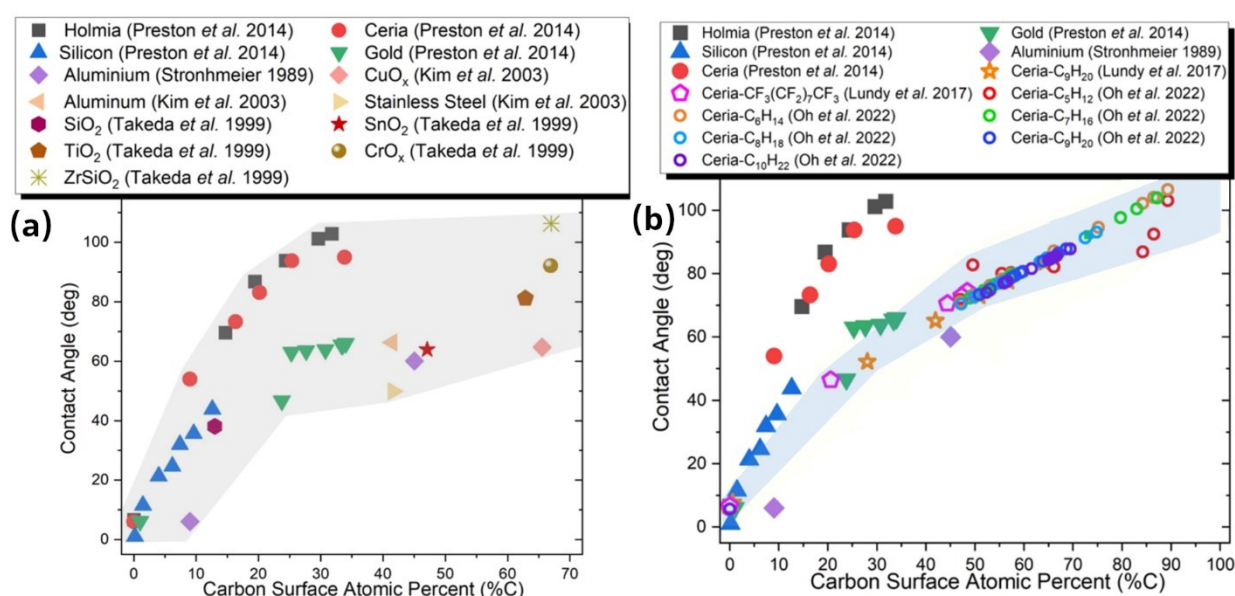 Holmia (Preston et al. 2014) Ceria (Preston et al. 2014)
Silicon (Preston et al. 2014) Gold (Preston et al. 2014)
Aluminium (Stronhmeier 1989) CuOx (Kim et al. 2003)
Aluminum (Kim et al. 2003) Stainless Steel (Kim et al. 2003)
SiO2 (Takeda et al. 1999) SnO2 (Takeda et al. 1999)
TiO2 (Takeda et al. 1999) CrOx (Takeda et al. 1999)
ZrSiO2 (Takeda et al. 1999)
(a)
100
80
60
40
20
0
Contact Angle (deg)
0 10 20 30 40 50 60 70
Carbon Surface Atomic Percent (%C)
Holmia (Preston et al. 2014) Gold (Preston et al. 2014)
Silicon (Preston et al. 2014) Aluminium (Stronhmeier 1989)
Ceria (Preston et al. 2014) Ceria-C9H20 (Lundy et al. 2017)
Ceria-CF3(CF2)7CF3 (Lundy et al. 2017) Ceria-C5H12 (Oh et al. 2022)
Ceria-C6H14 (Oh et al. 2022) Ceria-C7H16 (Oh et al. 2022)
Ceria-C8H18 (Oh et al. 2022) Ceria-C9H20 (Oh et al. 2022)
Ceria-C10H22 (Oh et al. 2022)
(b)
100
80
60
40
20
0
Contact Angle (deg)
0 10 20 30 40 50 60 70 80 90 100
Carbon Surface Atomic Percent (%C)